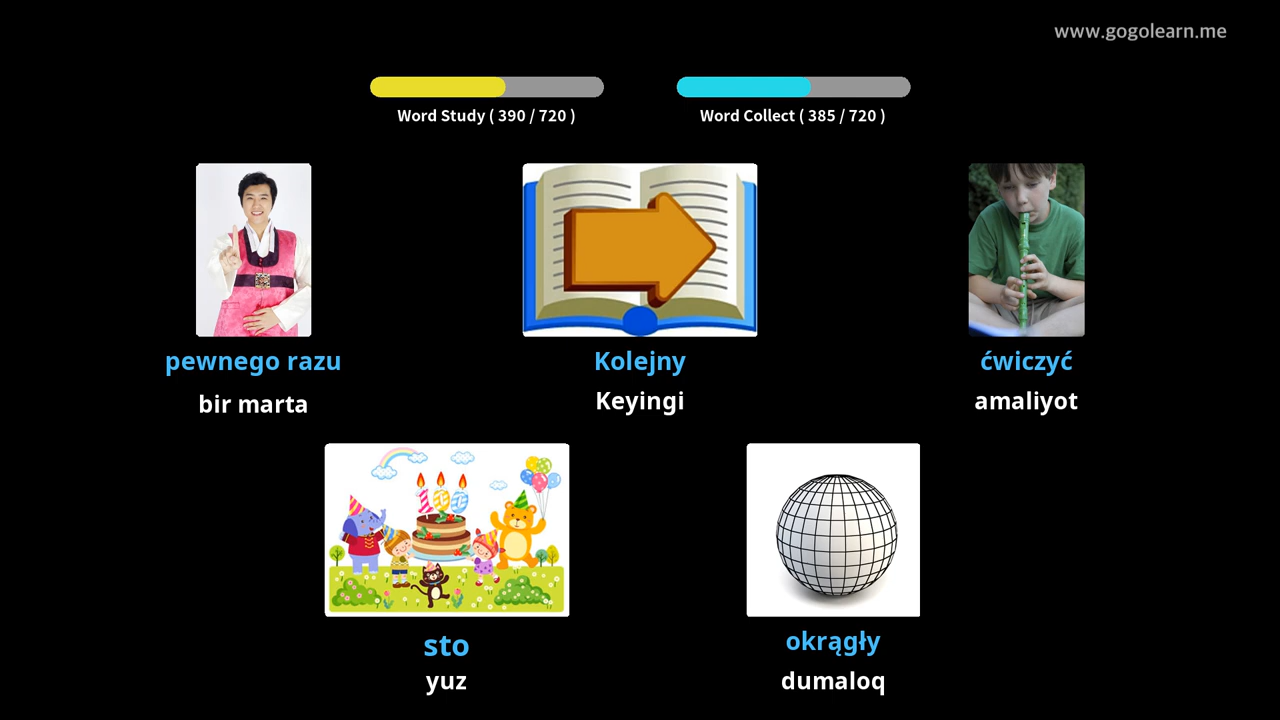 www.gogolearn.me
Word Study ( 390 / 720 )
Word Collect ( 385 / 720 )
pewnego razu
bir marta
Kolejny
Keyingi
ćwiczyć
amaliyot
100
sto
yuz
okrągły
dumaloq